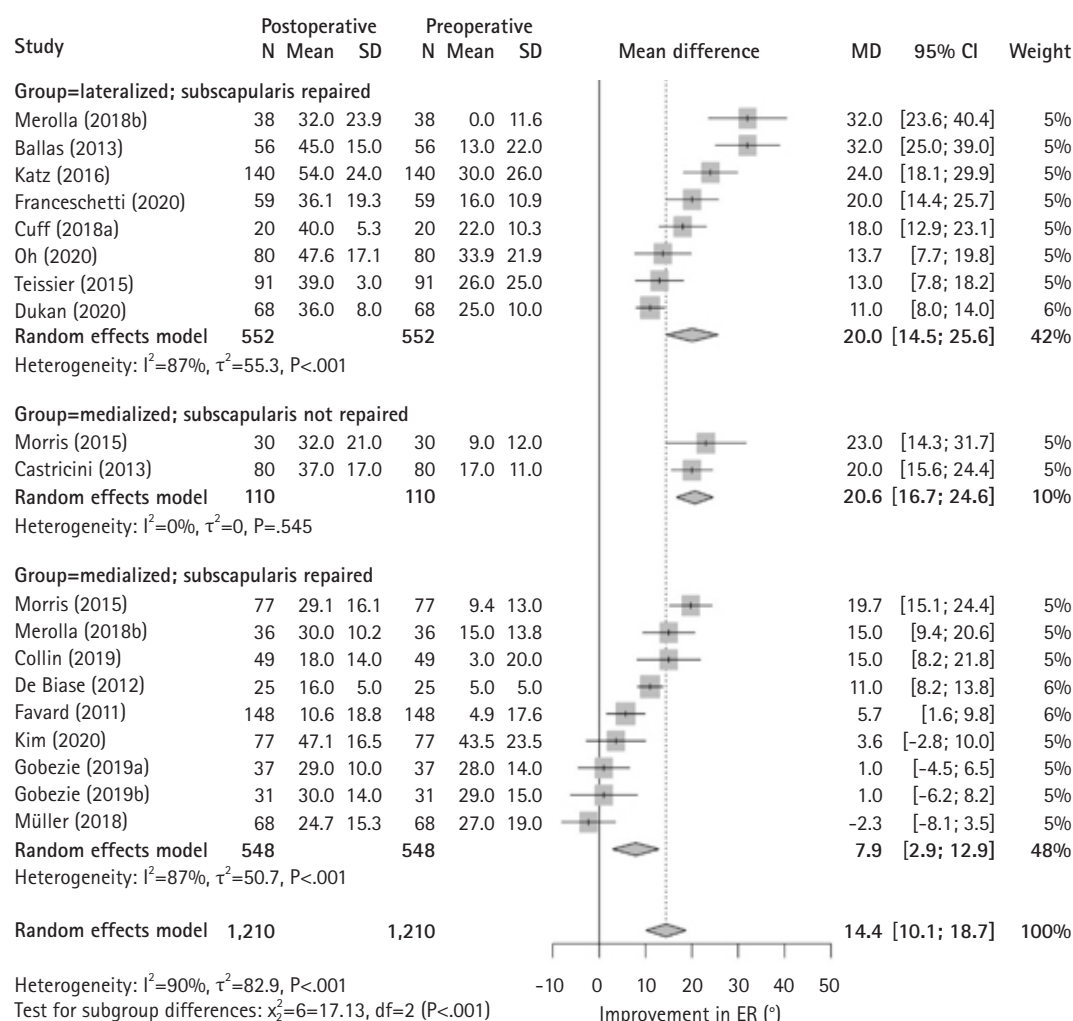 Postoperative Preoperative
Study N Mean SD N Mean SD Mean difference MD 95% CI Weight
Group=lateralized; subscapularis repaired
Merolla (2018b) 38 32.0 23.9 38 0.0 11.6 32.0 [23.6; 40.4] 5%
Ballas (2013) 56 45.0 15.0 56 13.0 22.0 32.0 [25.0; 39.0] 5%
Katz (2016) 140 54.0 24.0 140 30.0 26.0 24.0 [18.1; 29.9] 5%
Franceschetti (2020) 59 36.1 19.3 59 16.0 10.9 20.0 [14.4; 25.7] 5%
Cuff (2018a) 20 40.0 5.3 20 22.0 10.3 18.0 [12.9; 23.1] 5%
Oh (2020) 80 47.6 17.1 80 33.9 21.9 13.7 [7.7; 19.8] 5%
Teissier (2015) 91 39.0 3.0 91 26.0 25.0 13.0 [7.8; 18.2] 5%
Dukan (2020) 68 36.0 8.0 68 25.0 10.0 11.0 [8.0; 14.0] 6%
Random effects model 552 552 20.0 [14.5; 25.6] 42%
Heterogeneity: I²=87%, τ²=55.3, P<.001
Group=medialized; subscapularis not repaired
Morris (2015) 30 32.0 21.0 30 9.0 12.0 23.0 [14.3; 31.7] 5%
Castricini (2013) 80 37.0 17.0 80 17.0 11.0 20.0 [15.6; 24.4] 5%
Random effects model 110 110 20.6 [16.7; 24.6] 10%
Heterogeneity: I²=0%, τ²=0, P=.545
Group=medialized; subscapularis repaired
Morris (2015) 77 29.1 16.1 77 9.4 13.0 19.7 [15.1; 24.4] 5%
Merolla (2018b) 36 30.0 10.2 36 15.0 13.8 15.0 [9.4; 20.6] 5%
Collin (2019) 49 18.0 14.0 49 3.0 20.0 15.0 [8.2; 21.8] 5%
De Biase (2012) 25 16.0 5.0 25 5.0 5.0 11.0 [8.2; 13.8] 6%
Favard (2011) 148 10.6 18.8 148 4.9 17.6 5.7 [1.6; 9.8] 6%
Kim (2020) 77 47.1 16.5 77 43.5 23.5 3.6 [-2.8; 10.0] 5%
Gobezie (2019a) 37 29.0 10.0 37 28.0 14.0 1.0 [-4.5; 6.5] 5%
Gobezie (2019b) 31 30.0 14.0 31 29.0 15.0 1.0 [-6.2; 8.2] 5%
Müller (2018) 68 24.7 15.3 68 27.0 19.0 -2.3 [-8.1; 3.5] 5%
Random effects model 548 548 7.9 [2.9; 12.9] 48%
Heterogeneity: I²=87%, τ²=50.7, P<.001
Random effects model 1,210 1,210 14.4 [10.1; 18.7] 100%
Heterogeneity: I²=90%, τ²=82.9, P<.001
-10 0 10 20 30 40 50
Test for subgroup differences: x²₂=6=17.13, df=2 (P<.001)
Improvement in ER (°)